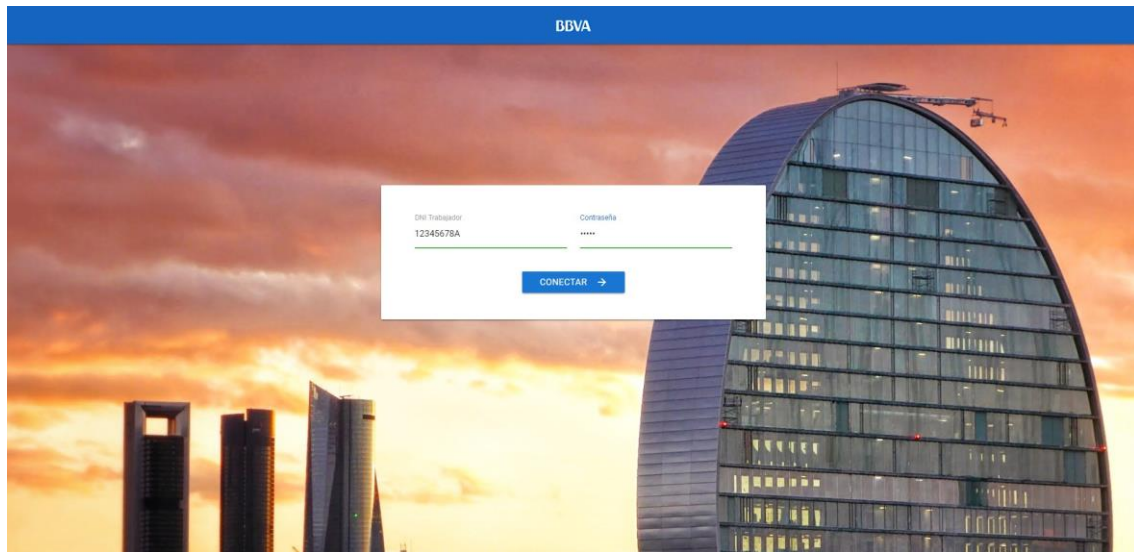 BBVA
DNI Trabajador
Contraseña
12345678A
•••••
CONECTAR →